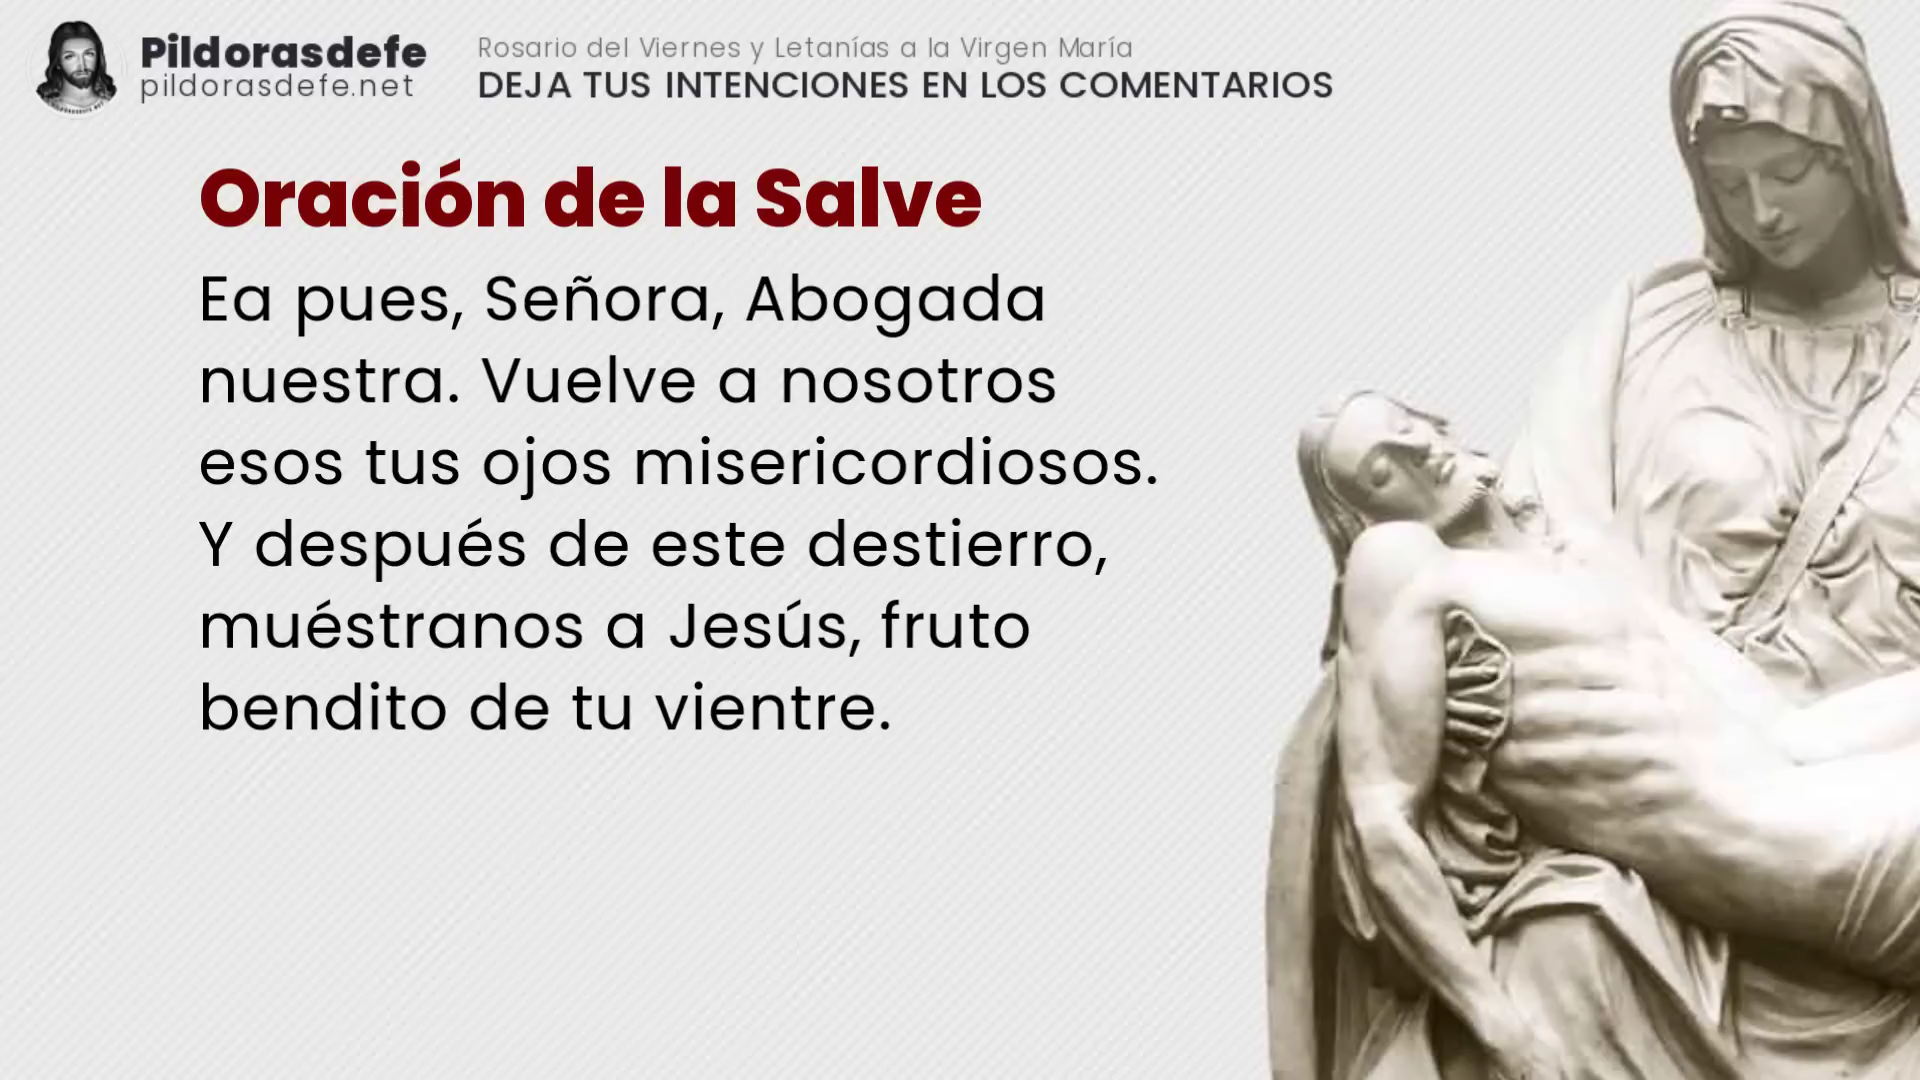 Pildorasdefe
pildorasdefe.net
Rosario del Viernes y Letanías a la Virgen María
DEJA TUS INTENCIONES EN LOS COMENTARIOS
Oración de la Salve
Ea pues, Señora, Abogada
nuestra. Vuelve a nosotros
esos tus ojos misericordiosos.
Y después de este destierro,
muéstranos a Jesús, fruto
bendito de tu vientre.